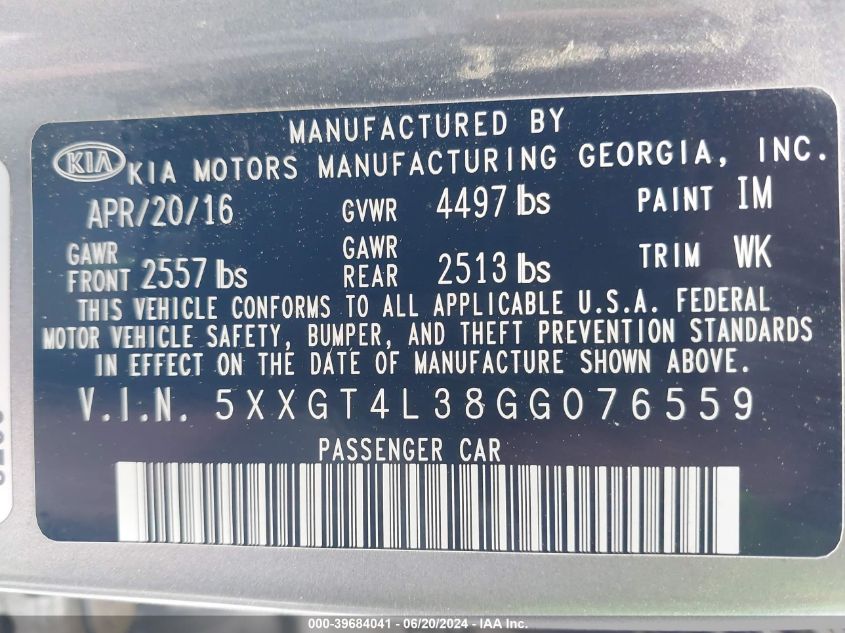 MANUFACTURED BY
KIA KIA MOTORS MANUFACTURING GEORGIA, INC.
APR/20/16 GVWR 4497 lbs PAINT IM
GAWR FRONT 2557 lbs GAWR REAR 2513 lbs TRIM WK
THIS VEHICLE CONFORMS TO ALL APPLICABLE U.S.A. FEDERAL
MOTOR VEHICLE SAFETY, BUMPER, AND THEFT PREVENTION STANDARDS
IN EFFECT ON THE DATE OF MANUFACTURE SHOWN ABOVE.
V.I.N. 5XXGT4L38GG076559
PASSENGER CAR
000-39684041 - 06/20/2024 - IAA Inc.